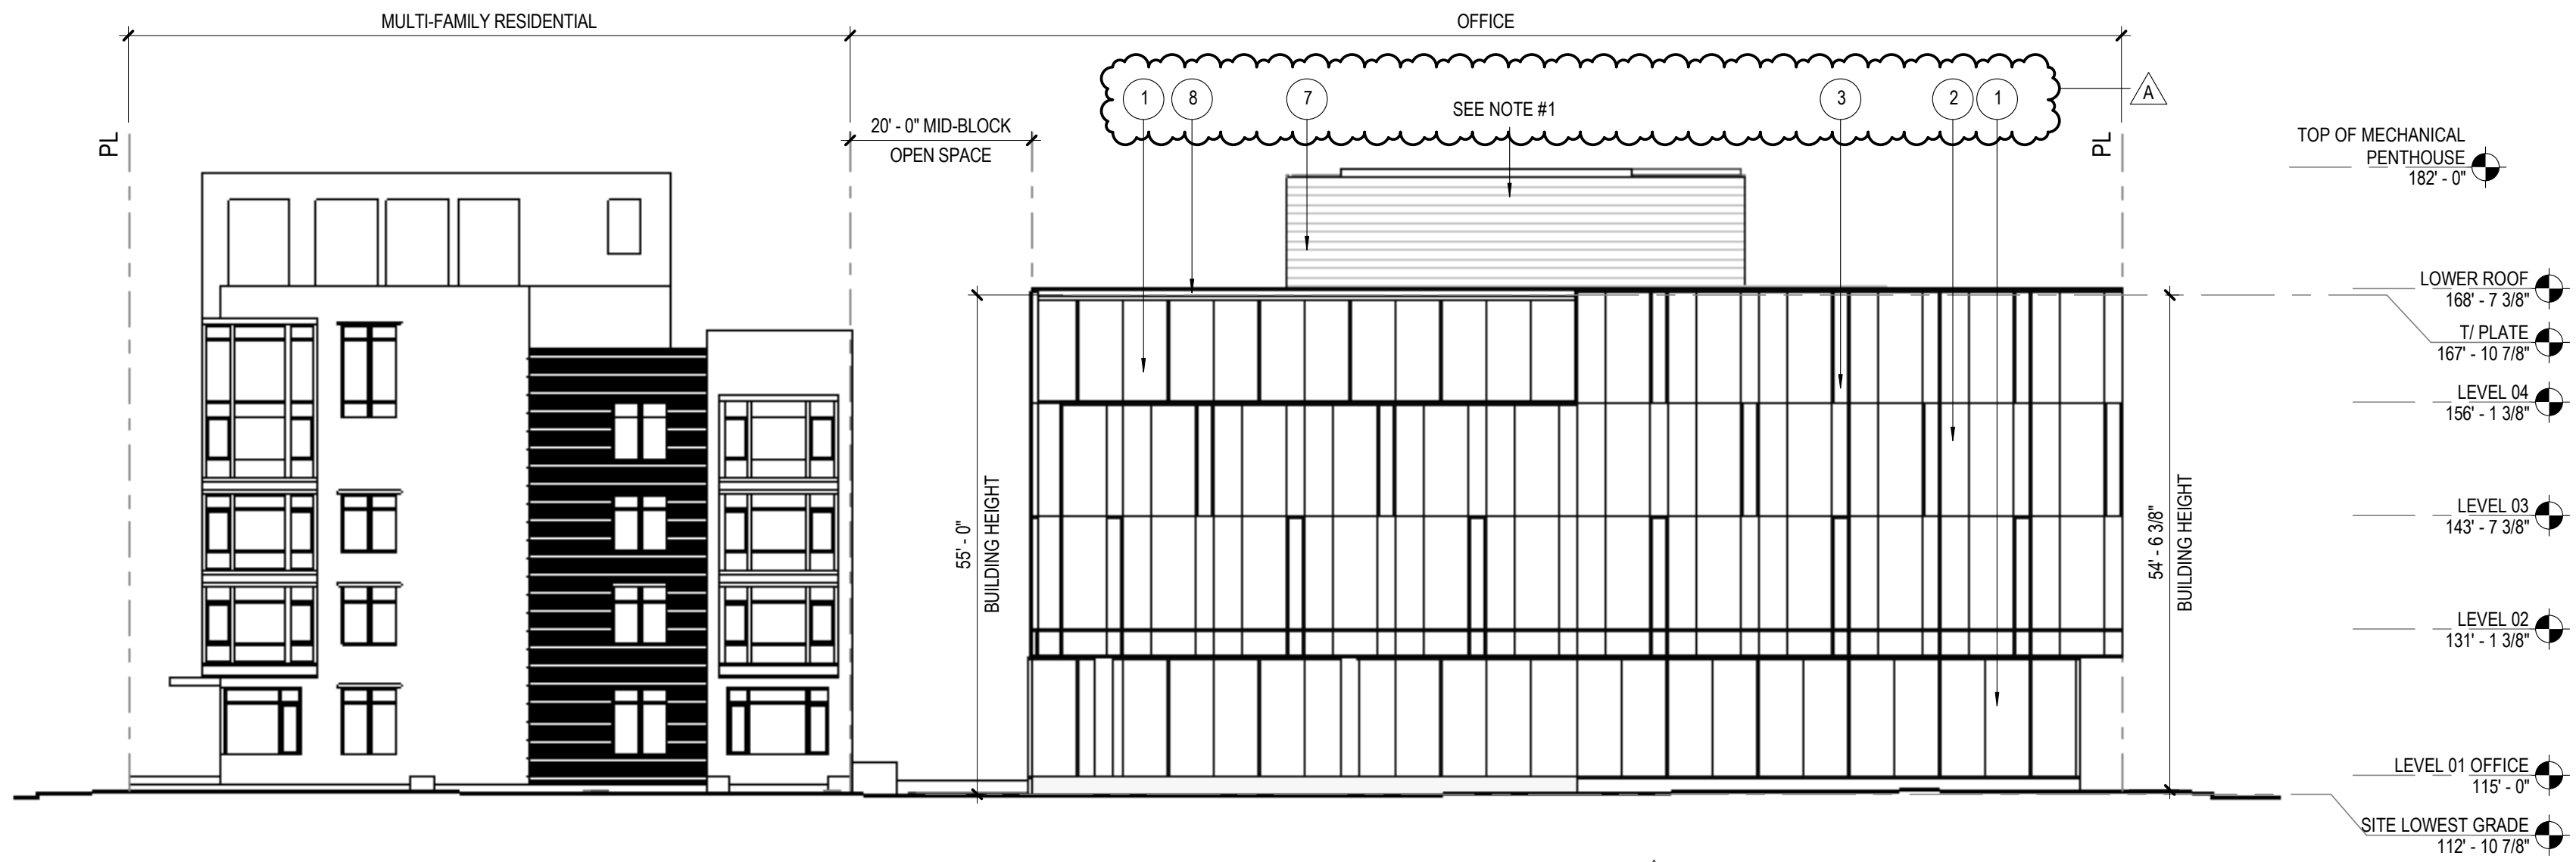 MULTI-FAMILY RESIDENTIAL
OFFICE
1 8 7 SEE NOTE #1 3 2 1
A
PL
20' - 0" MID-BLOCK
OPEN SPACE
PL
TOP OF MECHANICAL
PENTHOUSE
182' - 0"
LOWER ROOF
168' - 7 3/8"
T/ PLATE
167' - 10 7/8"
LEVEL 04
156' - 1 3/8"
55' - 0"
BUILDING HEIGHT
54' - 6 3/8"
BUILDING HEIGHT
LEVEL 03
143' - 7 3/8"
LEVEL 02
131' - 1 3/8"
LEVEL 01 OFFICE
115' - 0"
SITE LOWEST GRADE
112' - 10 7/8"